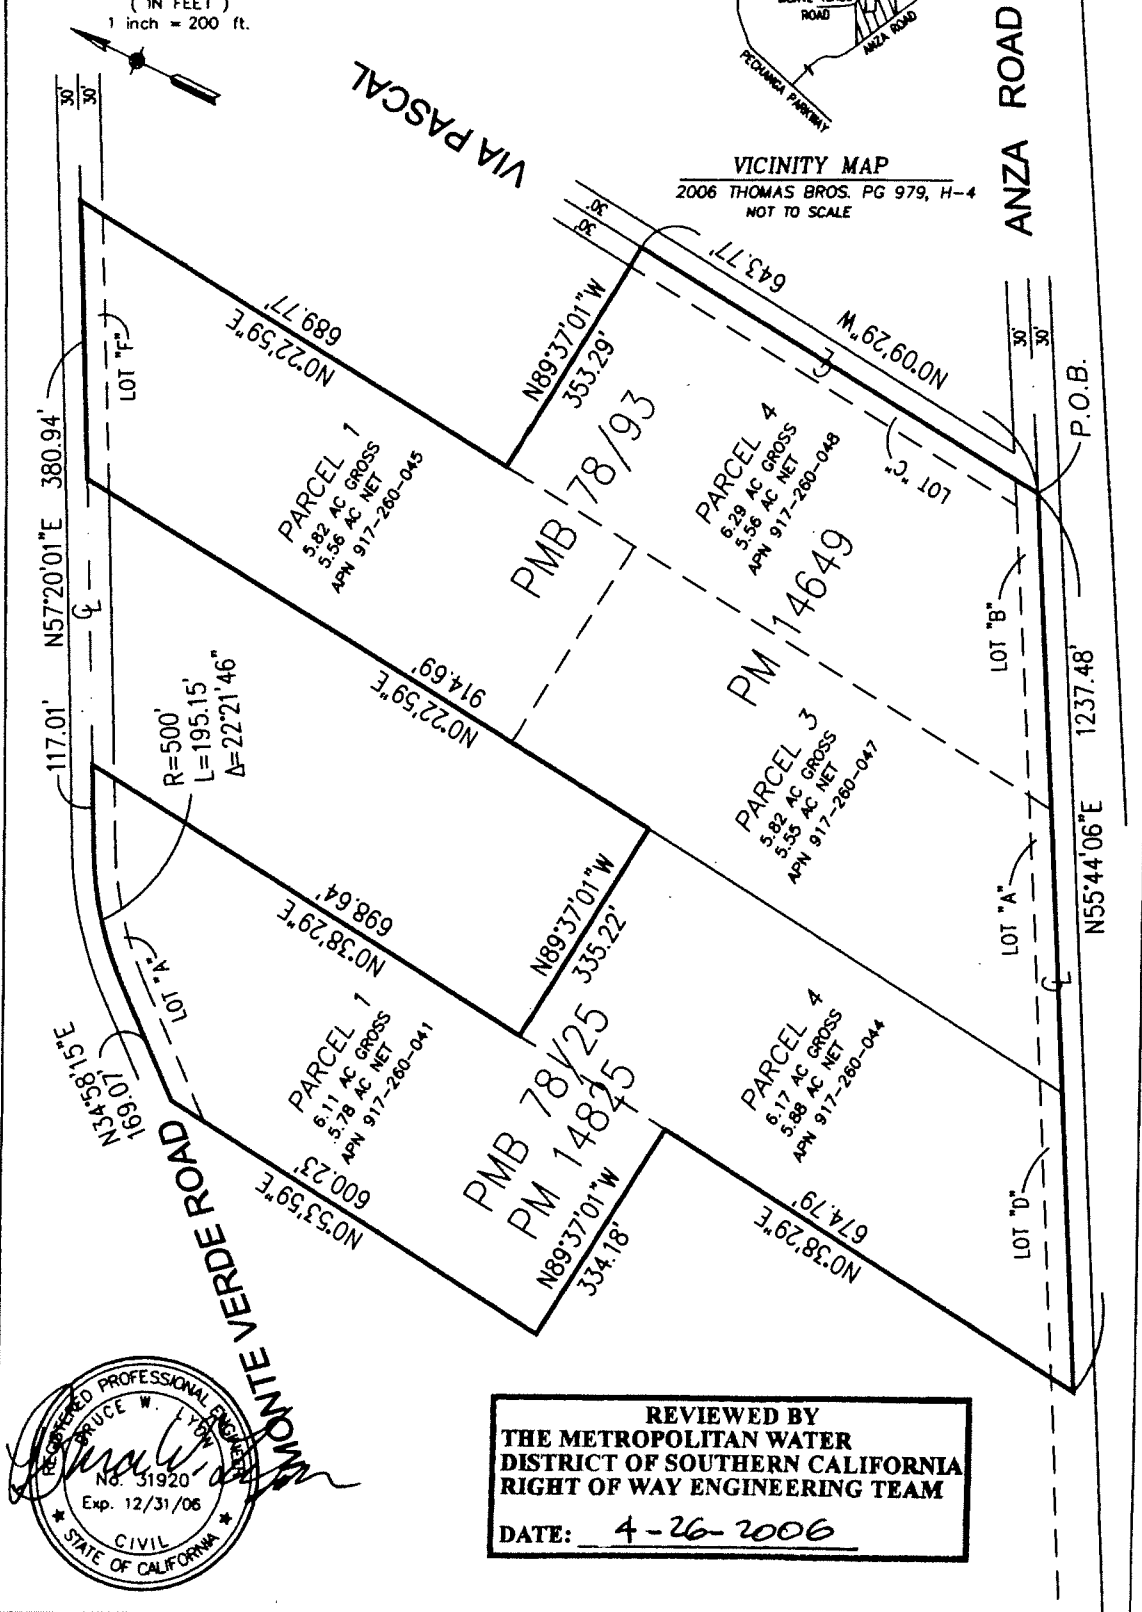 ( IN FEET )
1 inch = 200 ft.
30'
30'
VIA PASCAL
ROAD
ANZA ROAD
PECHANGA PARKWAY
VICINITY MAP
2006 THOMAS BROS. PG 979, H-4
NOT TO SCALE
ANZA ROAD
30'
30'
643.77'
N0°09'29"W
30'
30'
P.O.B.
380.94'
N57°20'01"E
LOT "F"
N0°22'59"E
689.77'
N89°37'01"W
353.29'
PARCEL 1
5.82 AC GROSS
5.56 AC NET
APN 917-260-045
PMB 78/93
PM 14649
PARCEL 4
6.29 AC GROSS
5.56 AC NET
APN 917-260-048
LOT "C"
LOT "B"
117.01'
R=500'
L=195.15'
Δ=22°21'46"
N0°22'59"E
914.69'
PARCEL 3
5.82 AC GROSS
5.55 AC NET
APN 917-260-047
1237.48'
N55°44'06"E
LOT "A"
N0°38'29"E
698.64'
N89°37'01"W
335.22'
LOT "A"
N34°58'15"E
169.07'
PARCEL 1
6.11 AC GROSS
5.78 AC NET
APN 917-260-041
PMB 78/25
PM 14825
PARCEL 4
6.17 AC GROSS
5.88 AC NET
APN 917-260-044
MONTE VERDE ROAD
N0°53'59"E
600.23'
N89°37'01"W
334.18'
N0°38'29"E
674.79'
LOT "D"
REGISTERED PROFESSIONAL ENGINEER
BRUCE W. LYON
No. 31920
Exp. 12/31/06
CIVIL
STATE OF CALIFORNIA
REVIEWED BY
THE METROPOLITAN WATER
DISTRICT OF SOUTHERN CALIFORNIA
RIGHT OF WAY ENGINEERING TEAM
DATE: 4-26-2006